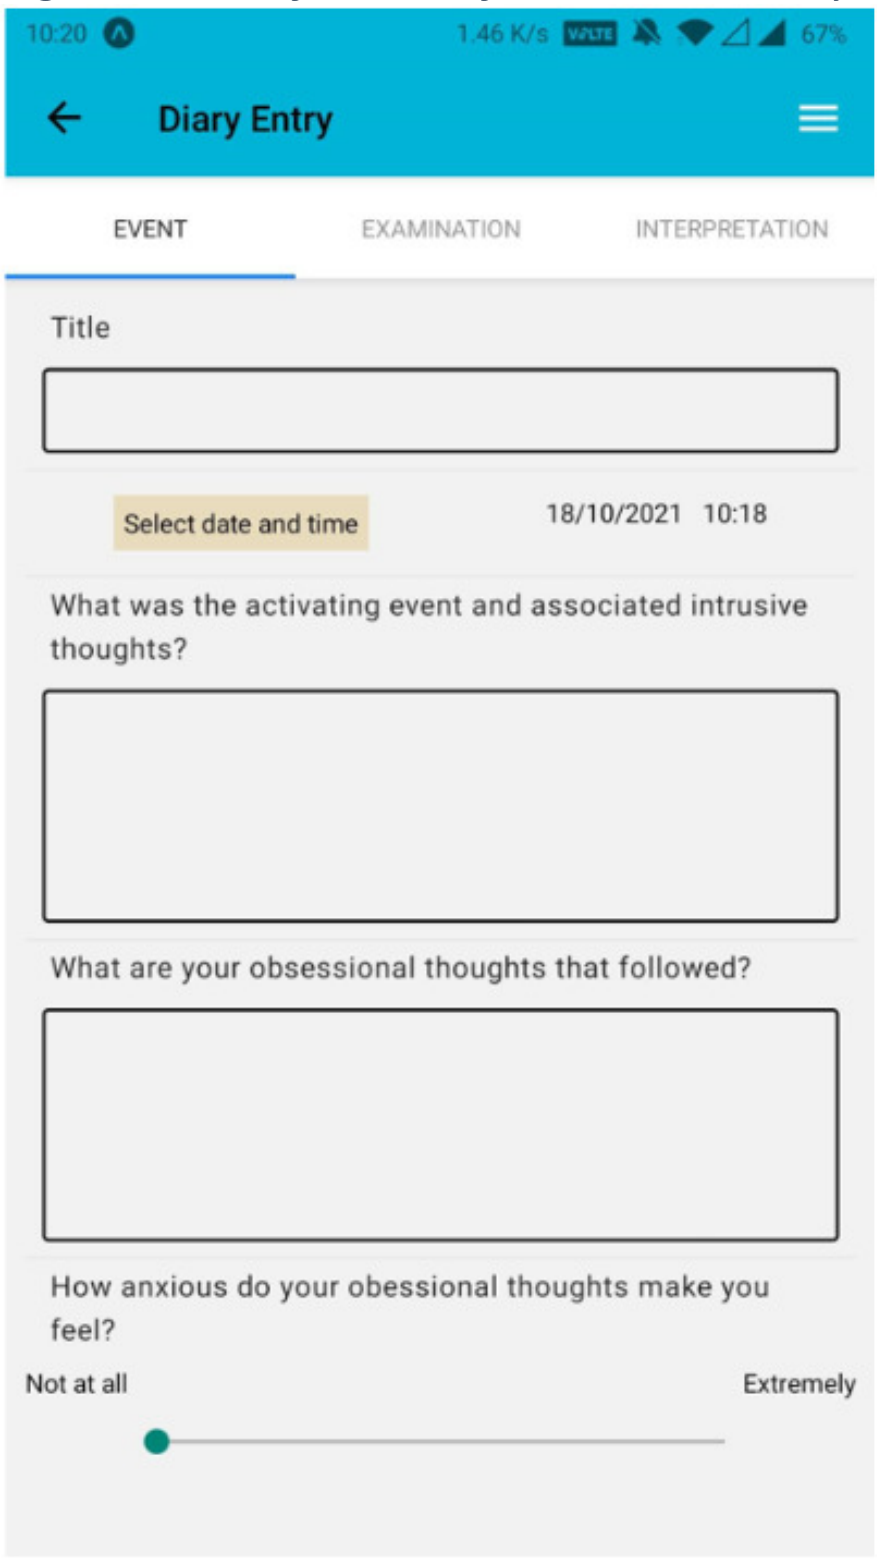 10:20 1.46 K/s VoLTE 67%
Diary Entry
EVENT EXAMINATION INTERPRETATION
Title
Select date and time 18/10/2021 10:18
What was the activating event and associated intrusive
thoughts?
What are your obsessional thoughts that followed?
How anxious do your obessional thoughts make you
feel?
Not at all Extremely